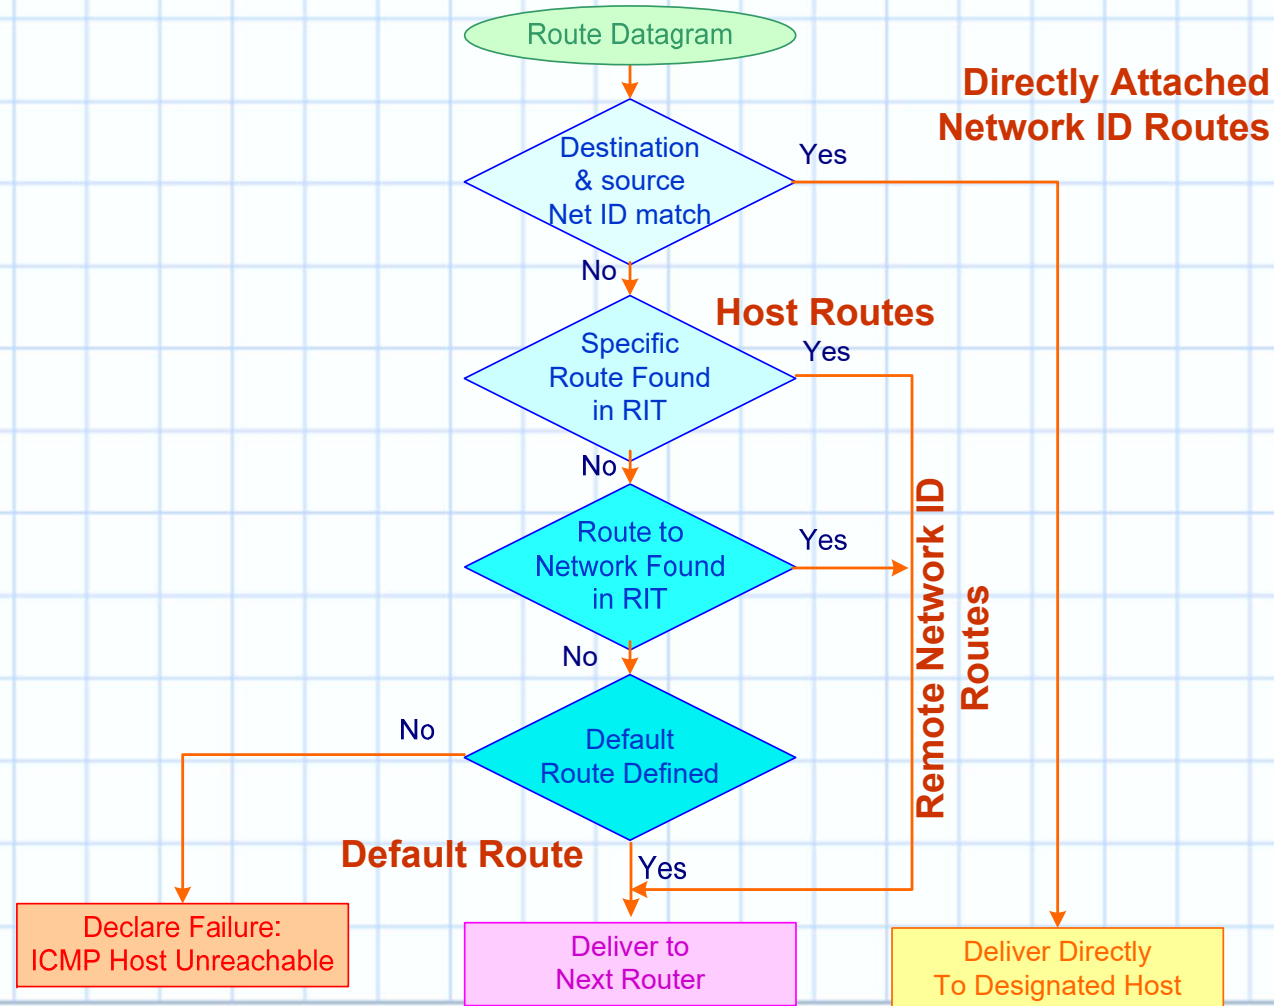 Route Datagram
Directly Attached
Network ID Routes
Destination
& source
Net ID match
Yes
No
Host Routes
Specific
Route Found
in RIT
Yes
No
Route to
Network Found
in RIT
Yes
Remote Network ID
Routes
No
Default
Route Defined
No
Default Route
Yes
Declare Failure:
ICMP Host Unreachable
Deliver to
Next Router
Deliver Directly
To Designated Host